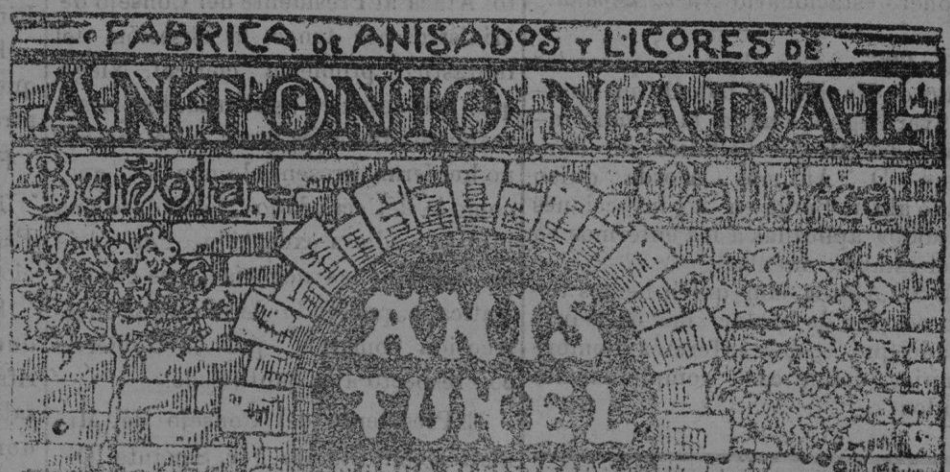 FABRICA DE ANISADOS Y LICORES DE
ANTONIO NADAL
Buñola
Mallorca
ANIS
TUNEL